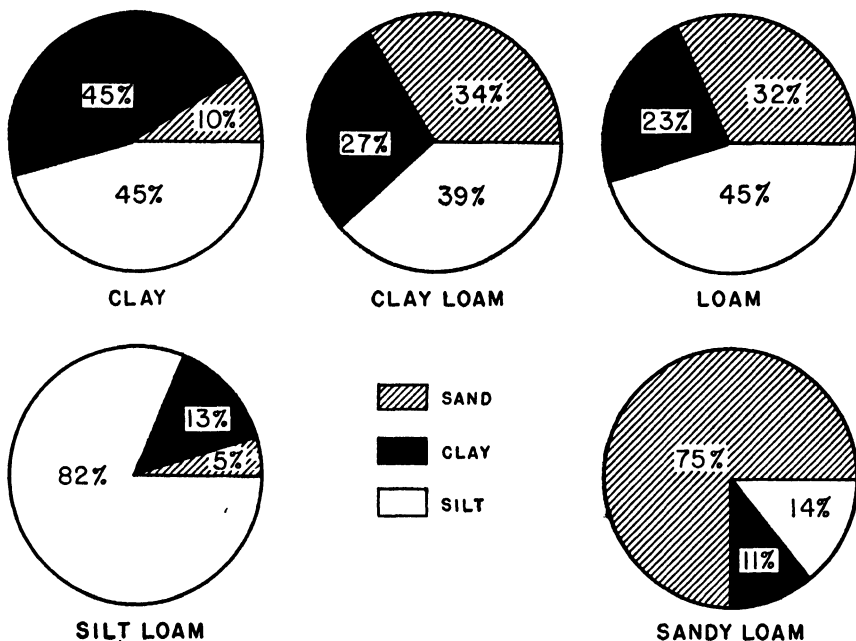 45%
10%
45%
CLAY
34%
27%
39%
CLAY LOAM
32%
23%
45%
LOAM
13%
5%
82%
SILT LOAM
SAND
CLAY
SILT
75%
14%
11%
SANDY LOAM